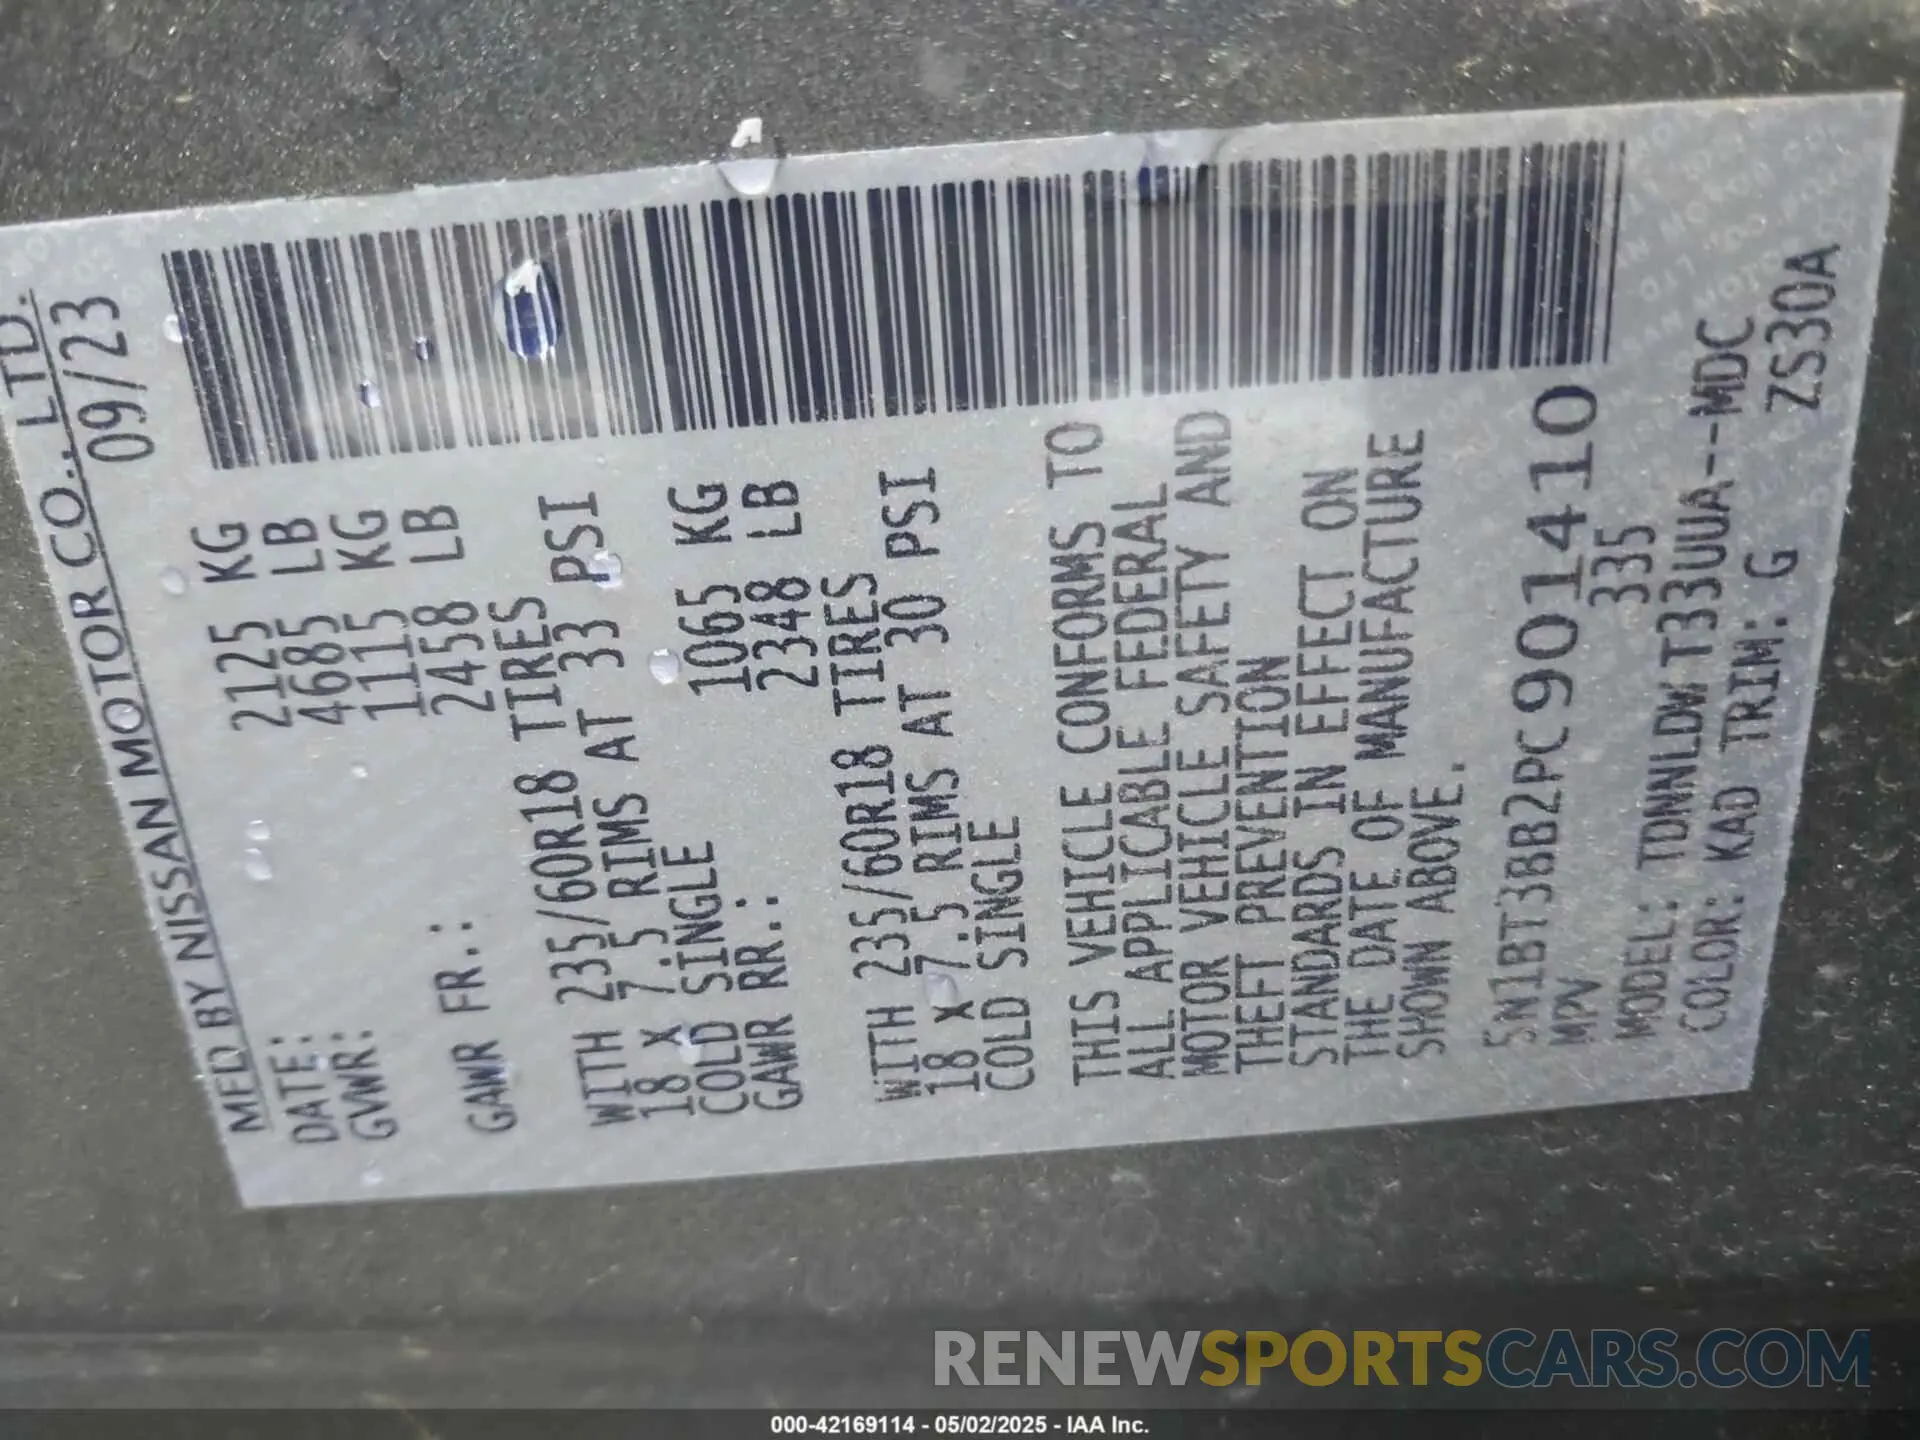 MFD BY NISSAN MOTOR CO., LTD.
DATE: 09/23
GVWR: 2125 KG
4685 LB
GAWR FR.: 1115 KG
2458 LB
WITH 235/60R18 TIRES
18 X 7.5 RIMS AT 33 PSI
COLD SINGLE
GAWR RR.: 1065 KG
2348 LB
WITH 235/60R18 TIRES
18 X 7.5 RIMS AT 30 PSI
COLD SINGLE
THIS VEHICLE CONFORMS TO
ALL APPLICABLE FEDERAL
MOTOR VEHICLE SAFETY AND
THEFT PREVENTION
STANDARDS IN EFFECT ON
THE DATE OF MANUFACTURE
SHOWN ABOVE.
5N1BT3BB2PC901410
MPV 335
MODEL: TDNNLDWT33UUA--MDC
COLOR: KAD TRIM: G ZS30A
RENEWSPORTSCARS.COM
000-42169114 - 05/02/2025 - IAA Inc.